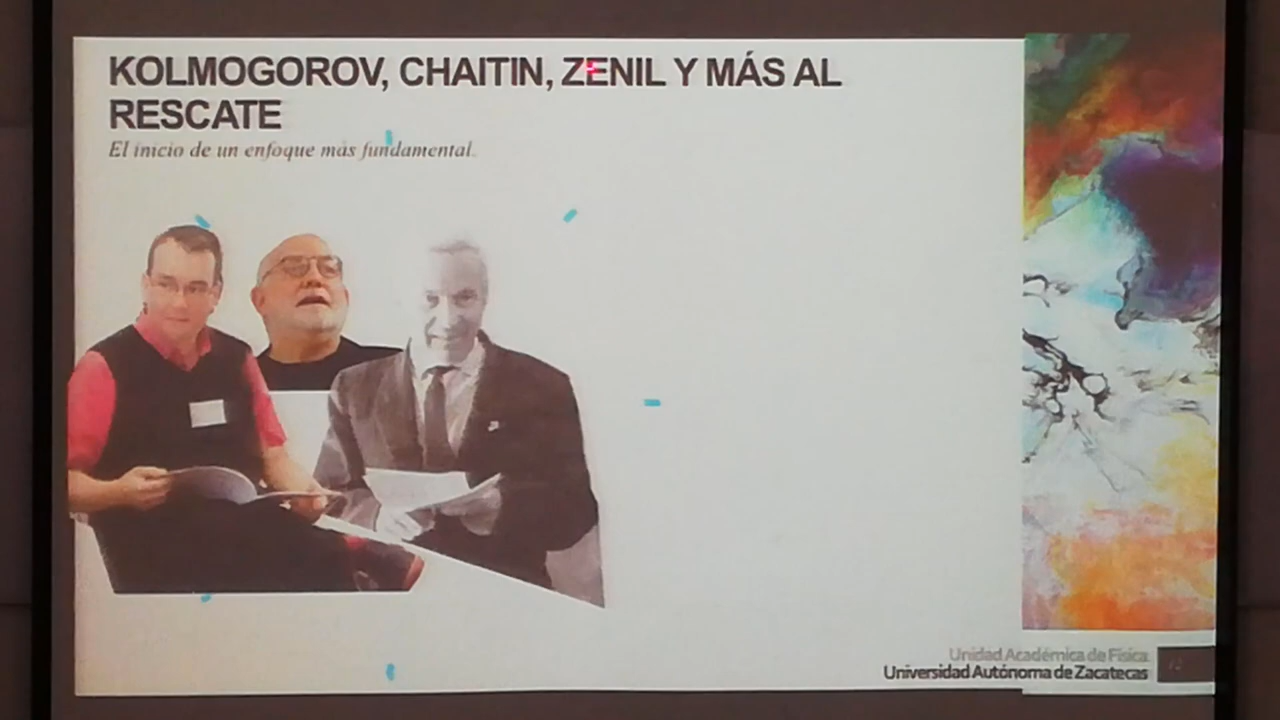 KOLMOGOROV, CHAITIN, ZENIL Y MÁS AL
RESCATE
El inicio de un enfoque más fundamental.
Unidad Académica de Física
Universidad Autónoma de Zacatecas